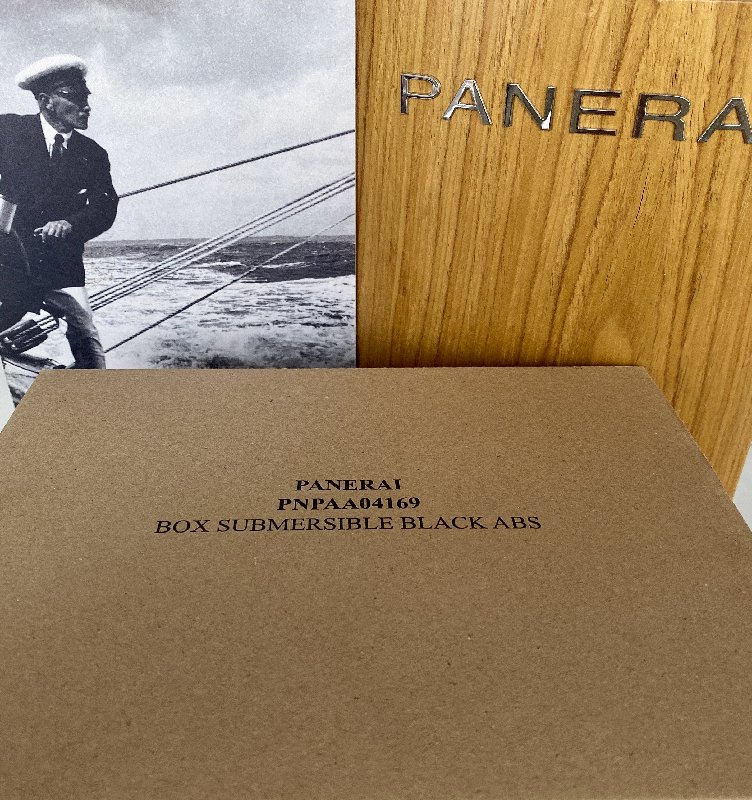 PANERA
PANERAI
PNPAA04169
BOX SUBMERSIBLE BLACK ABS